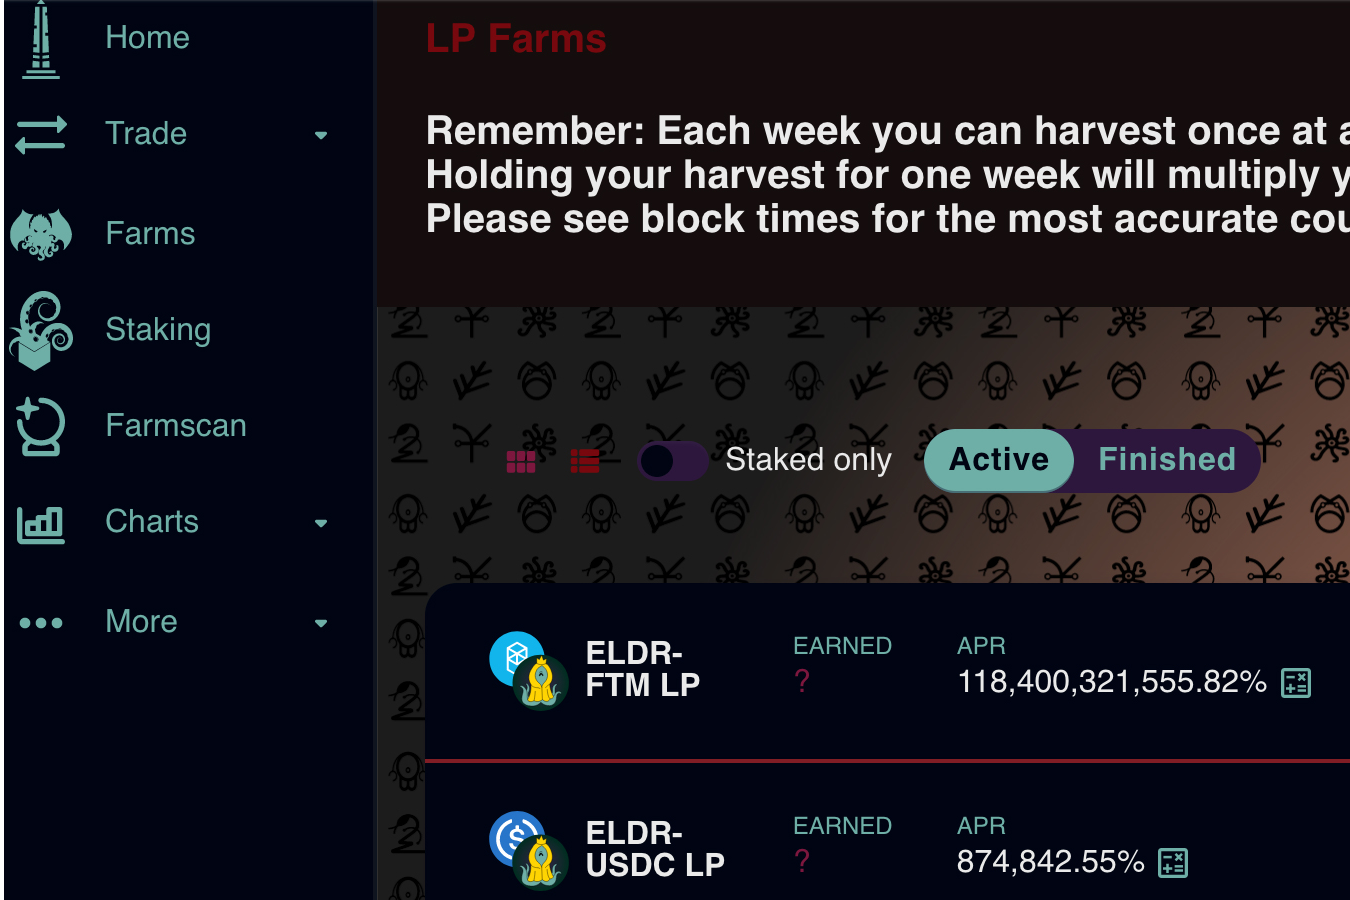 Home
Trade
Farms
Staking
Farmscan
Charts
More
LP Farms
Remember: Each week you can harvest once at a
Holding your harvest for one week will multiply y
Please see block times for the most accurate cou
Staked only
Active
Finished
ELDR-
FTM LP
EARNED
?
APR
118,400,321,555.82%
ELDR-
USDC LP
EARNED
?
APR
874,842.55%